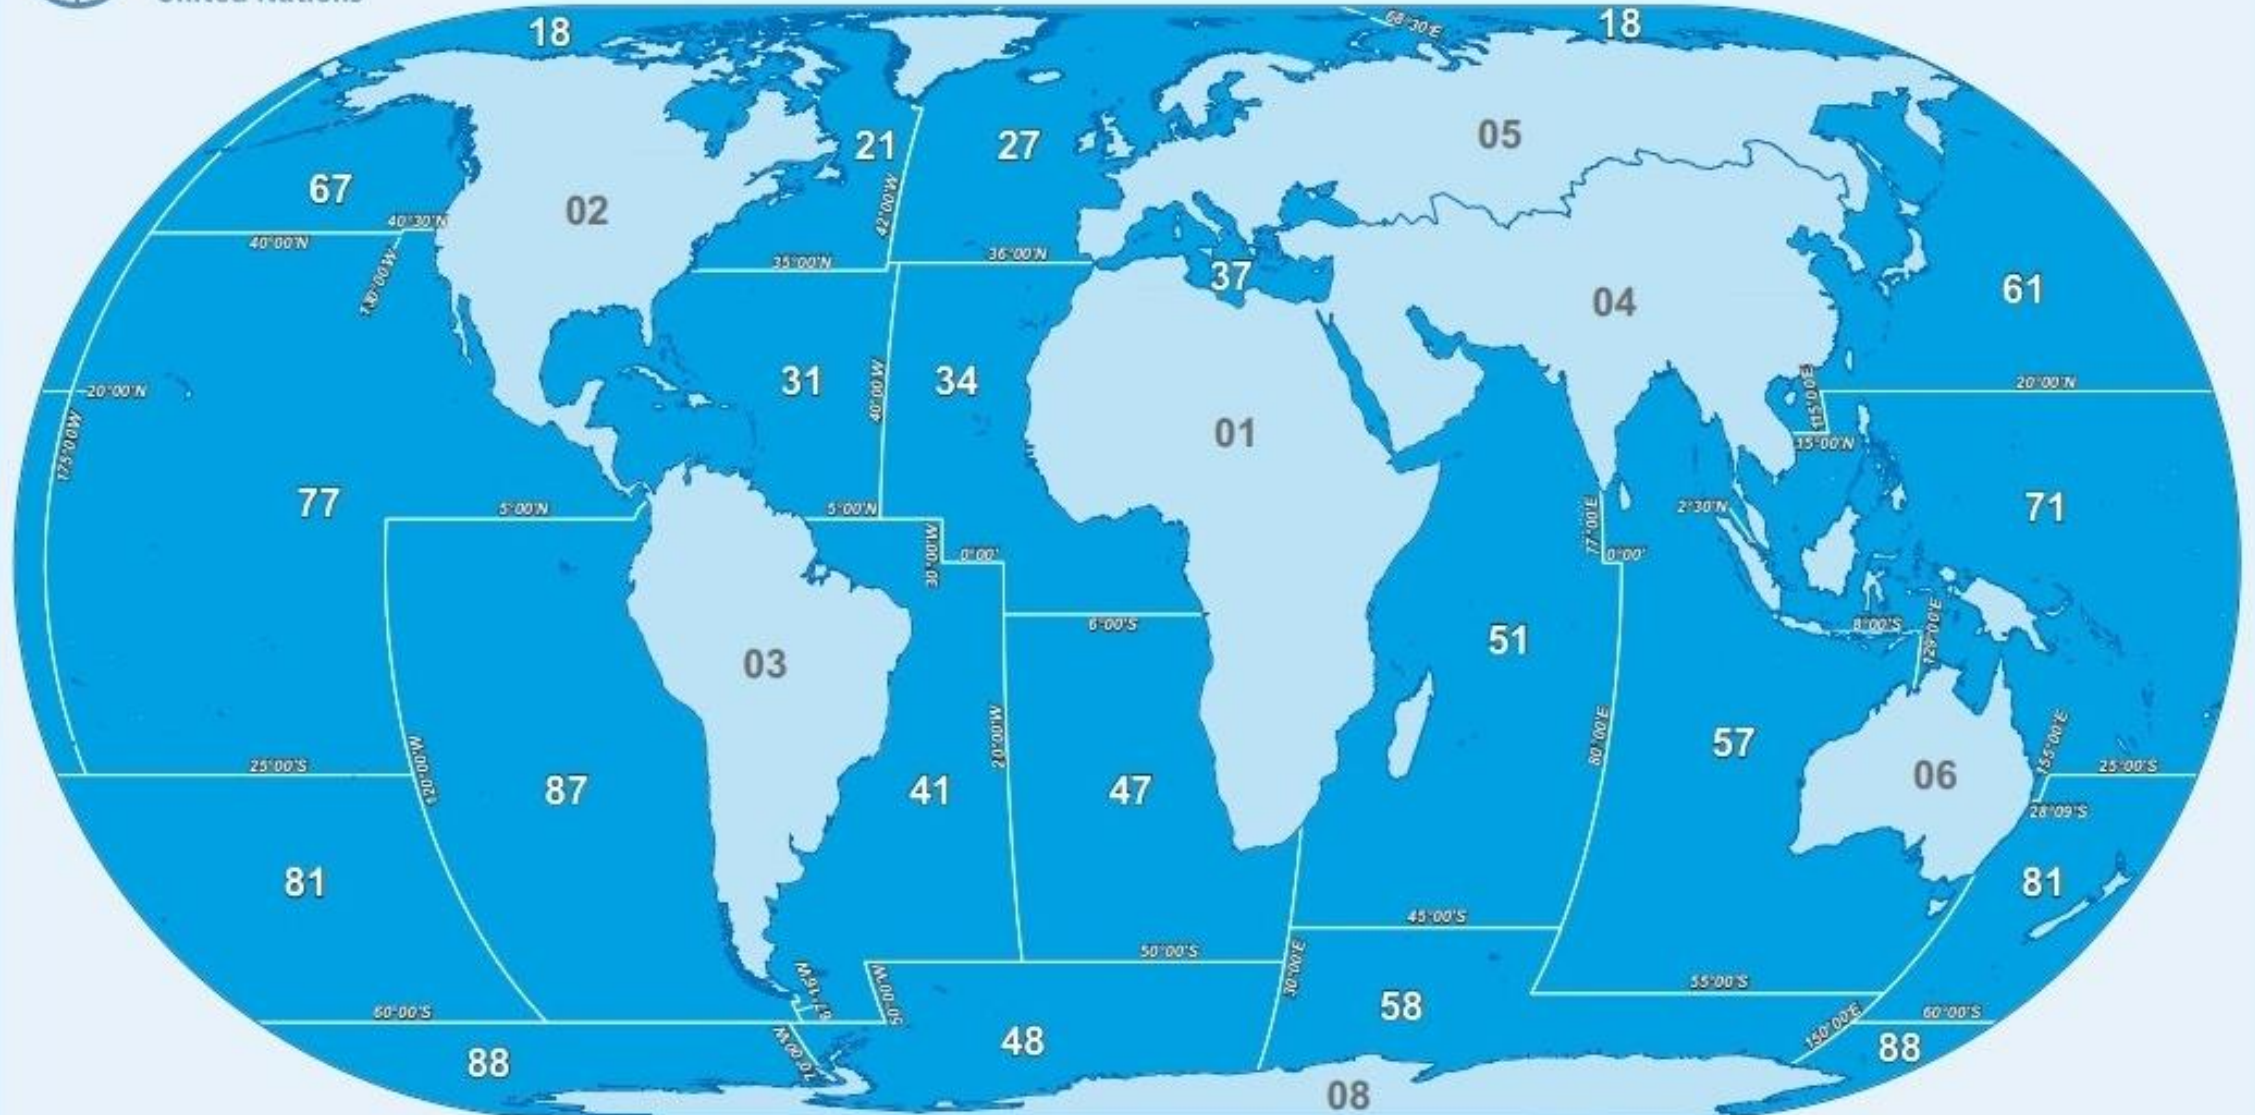 United Nations
18
68°30'E
18
05
21
27
67
02
42°00'W
40°30'N
40°00'N
130°00'W
35°00'N
36°00'N
37
61
04
31
34
40°00'W
20°00'N
115°00'E
20°00'N
175°00'W
01
15°00'N
77
5°00'N
5°00'N
77°00'E
2°30'N
71
30°00'W
0°00'
0°00'
6°00'S
8°00'S
129°00'E
51
03
20°00'W
80°00'E
57
155°00'E
25°00'S
120°00'W
25°00'S
87
41
47
06
28°09'S
81
81
45°00'S
50°00'S
67°16'W
50°00'W
30°00'E
55°00'S
58
60°00'S
150°00'E
60°00'S
48
88
70°00'W
88
08